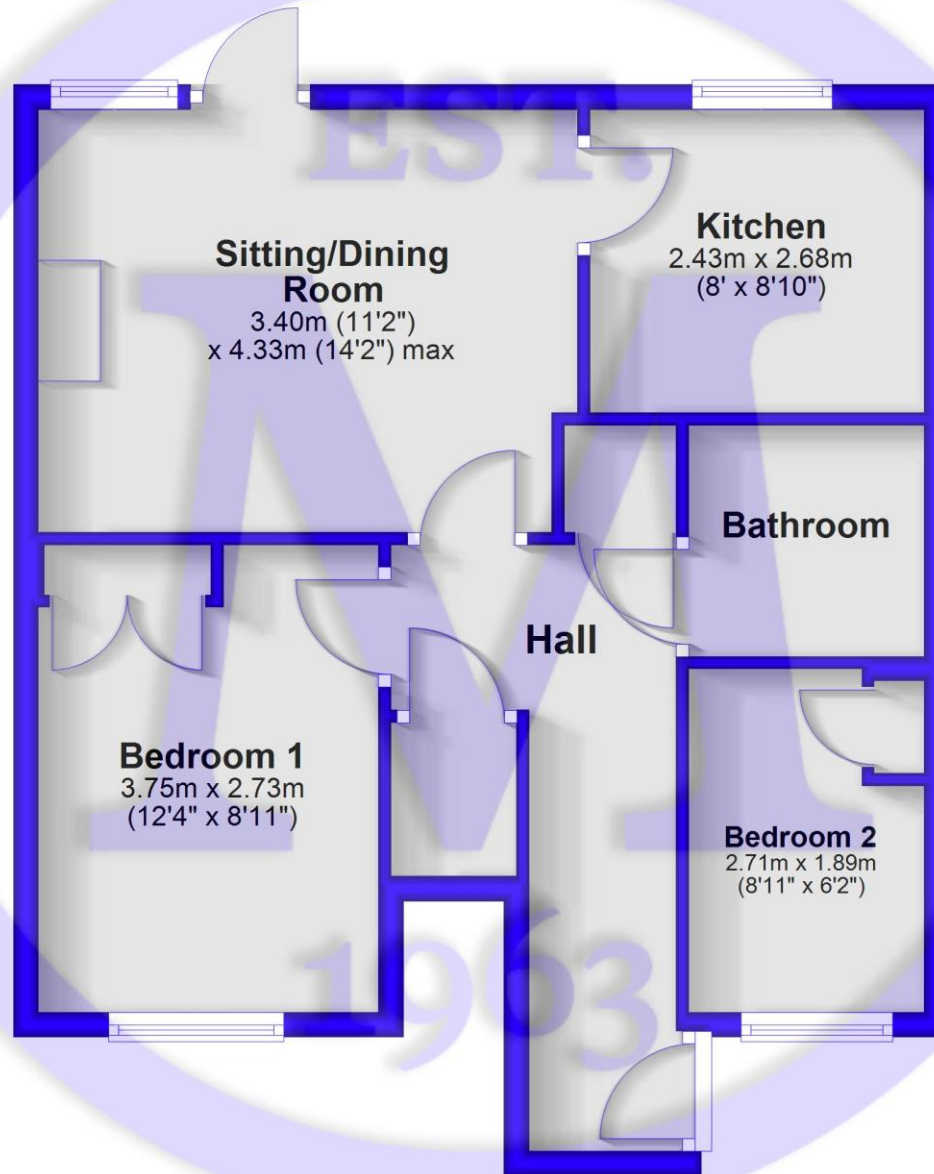 EST.
Sitting/Dining
Room
3.40m (11'2")
x 4.33m (14'2") max
Kitchen
2.43m x 2.68m
(8' x 8'10")
M
Bathroom
Hall
Bedroom 1
3.75m x 2.73m
(12'4" x 8'11")
Bedroom 2
2.71m x 1.89m
(8'11" x 6'2")
1963